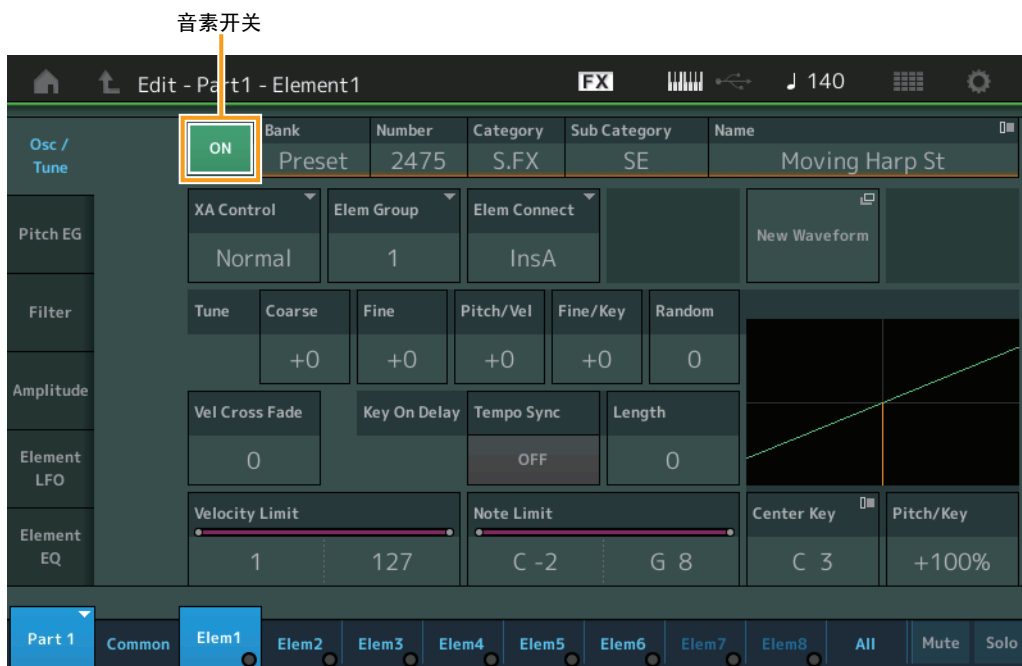 音素开关
Edit - Part1 - Element1 FX ♩ 140
Osc / Tune
ON
Bank Number Category Sub Category Name
Preset 2475 S.FX SE Moving Harp St
Pitch EG
XA Control Elem Group Elem Connect
Normal 1 InsA
New Waveform
Filter
Tune Coarse Fine Pitch/Vel Fine/Key Random
+0 +0 +0 +0 0
Amplitude
Vel Cross Fade Key On Delay Tempo Sync Length
0 OFF 0
Element LFO
Velocity Limit Note Limit Center Key Pitch/Key
1 127 C -2 G 8 C 3 +100%
Element EQ
Part 1 Common Elem1 Elem2 Elem3 Elem4 Elem5 Elem6 Elem7 Elem8 All Mute Solo